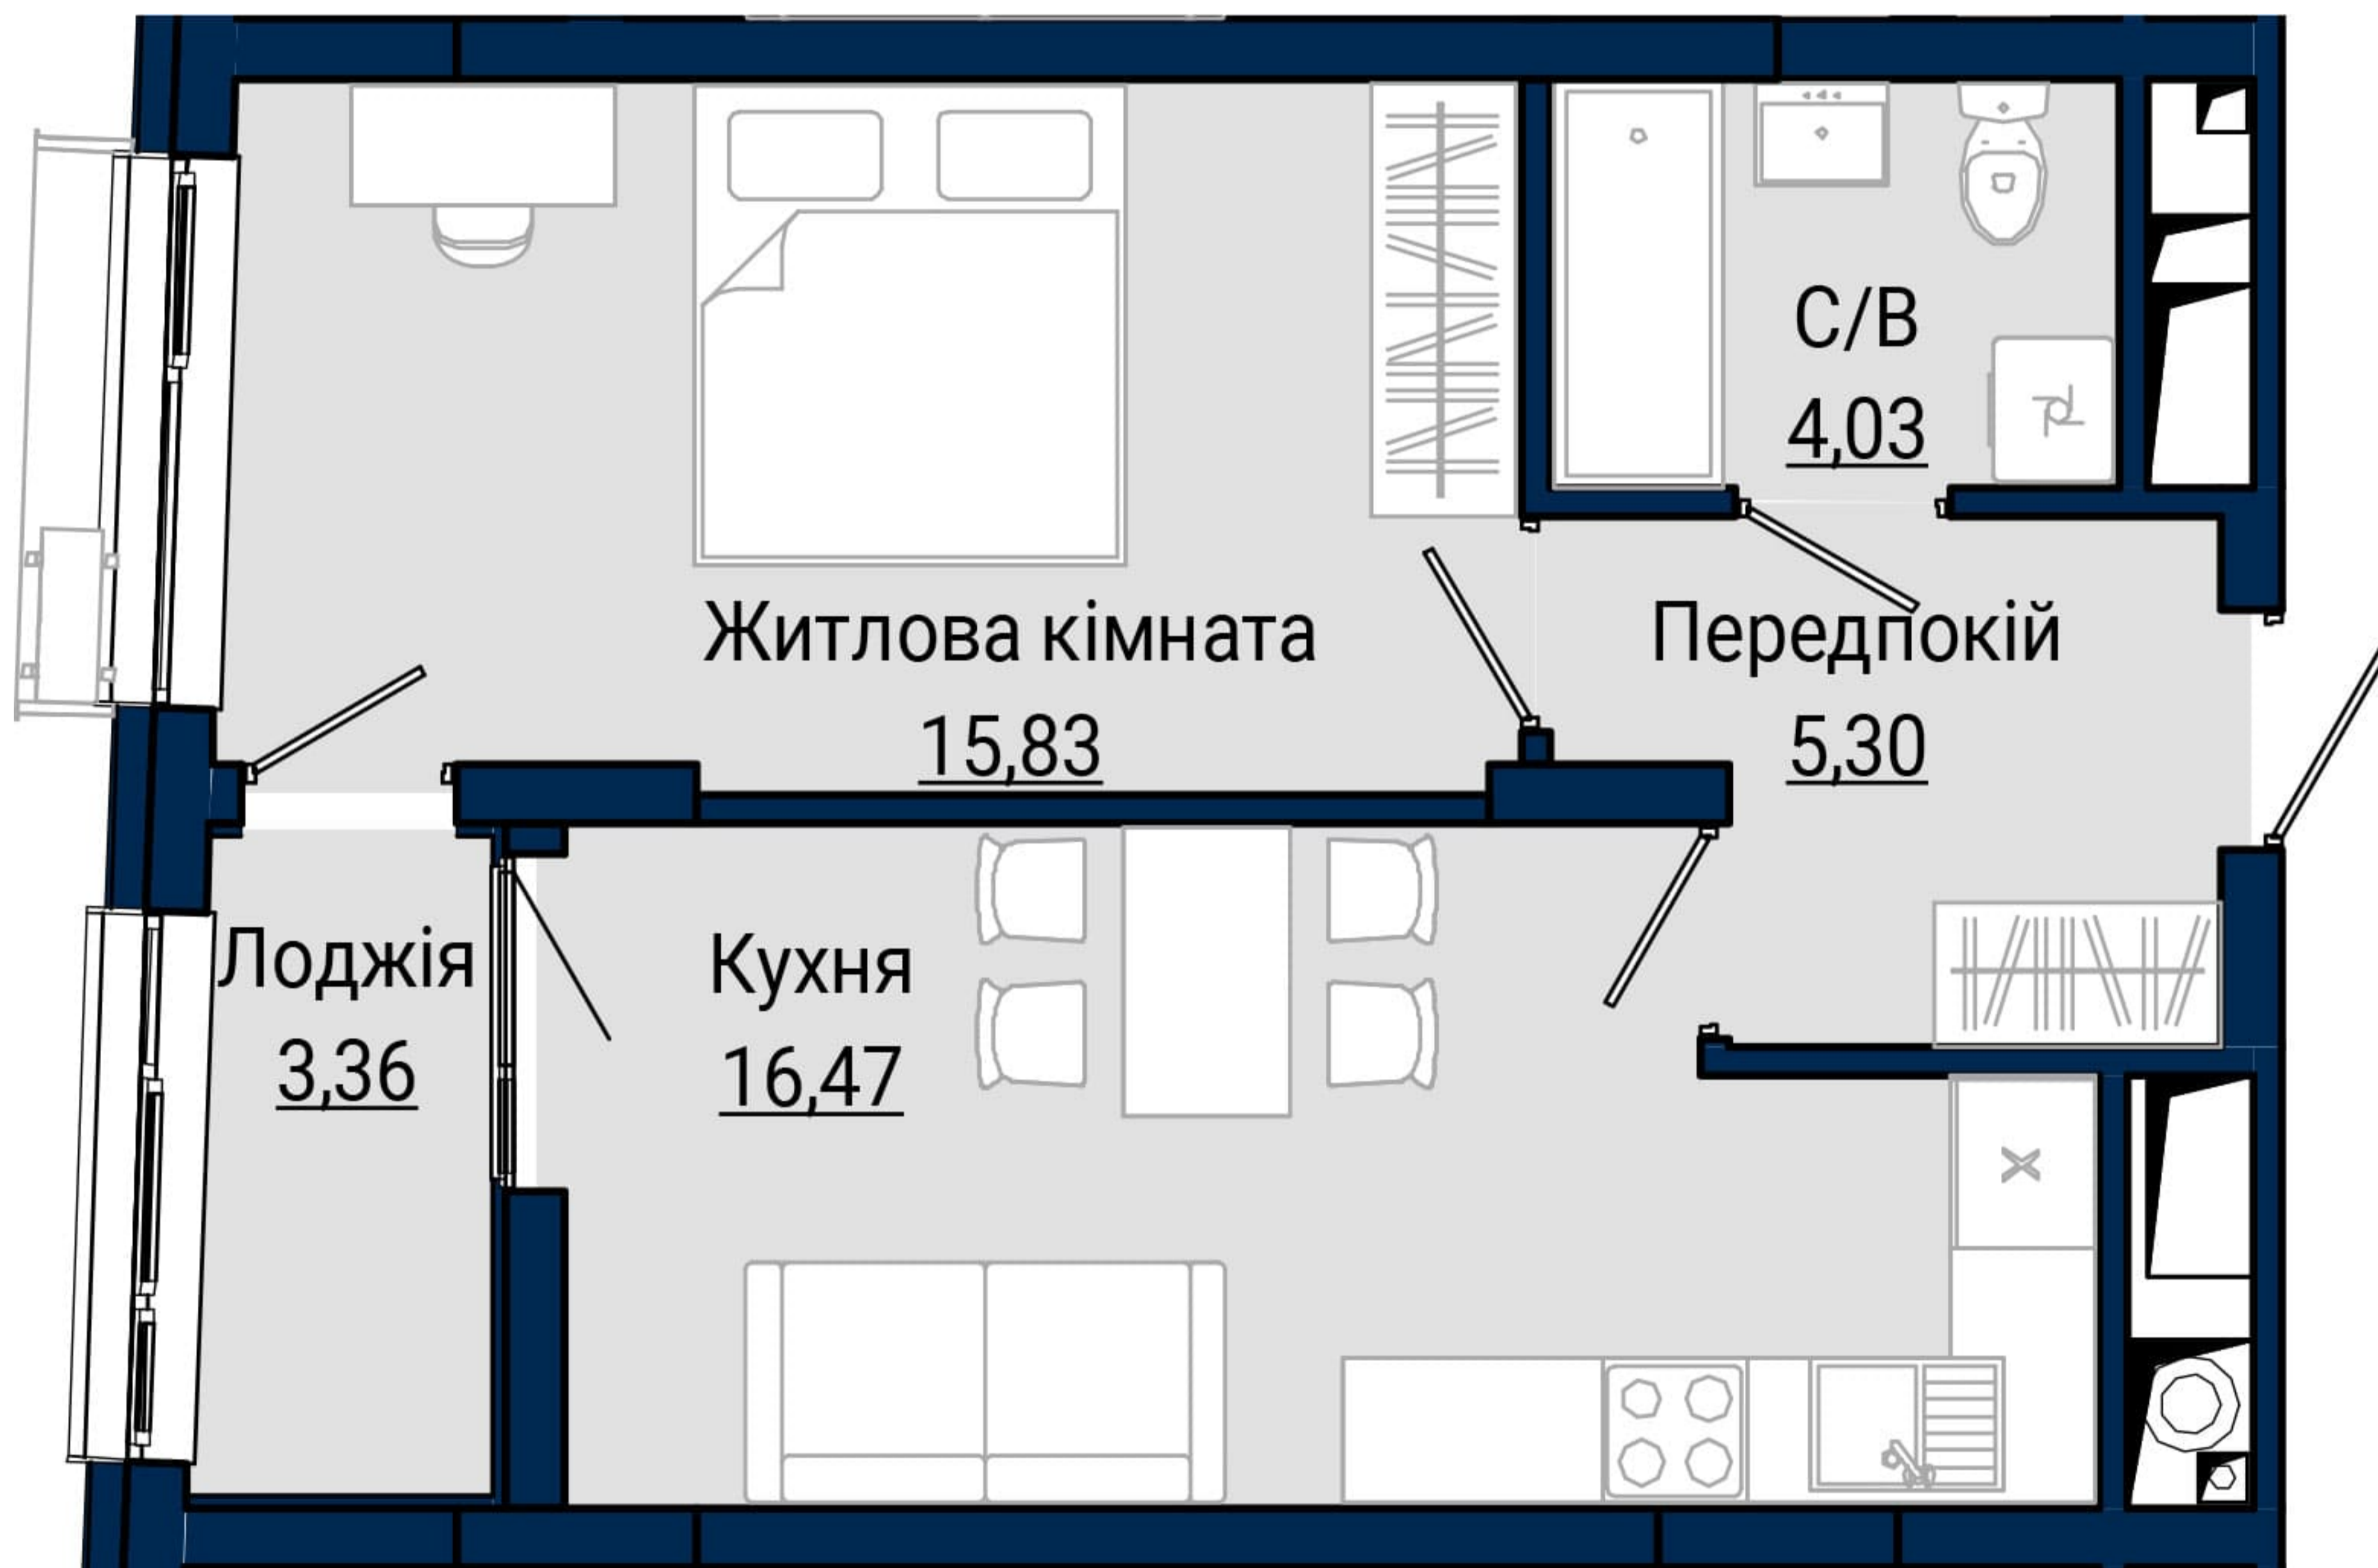 С/В
4,03
Житлова кімната
15,83
Передпокій
5,30
Лоджія
3,36
Кухня
16,47